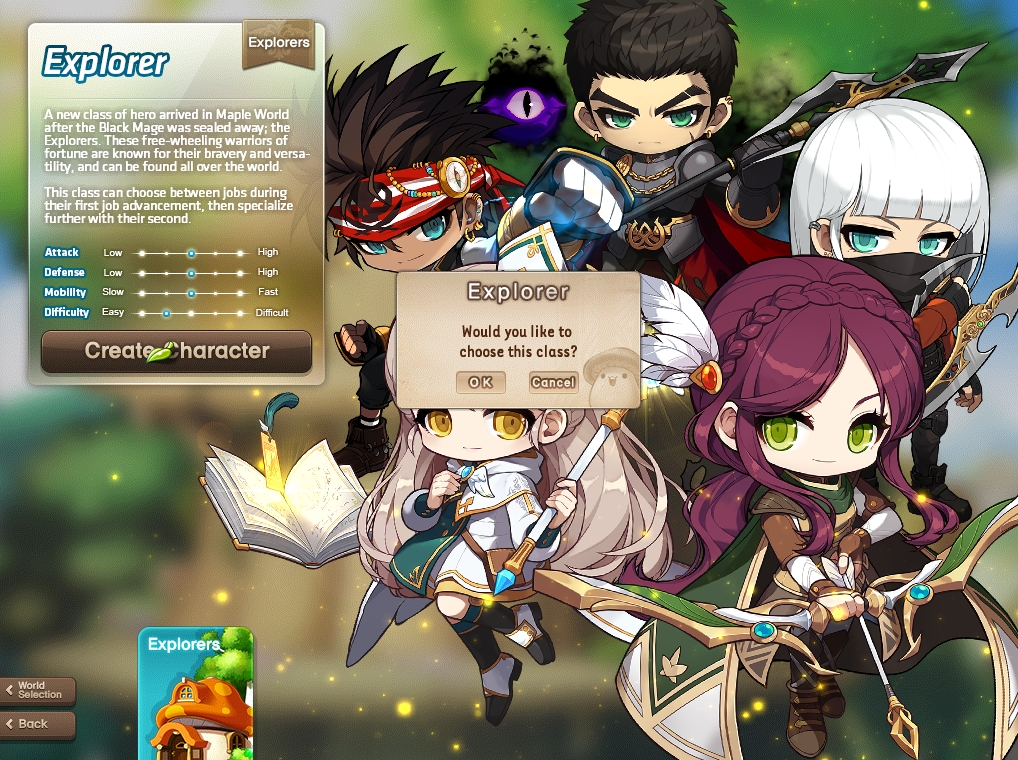 Explorer
Explorers
A new class of hero arrived in Maple World
after the Black Mage was sealed away; the
Explorers. These free-wheeling warriors of
fortune are known for their bravery and versa-
tility, and can be found all over the world.
This class can choose between jobs during
their first job advancement, then specialize
further with their second.
Attack Low High
Defense Low High
Mobility Slow Fast
Difficulty Easy Difficult
Create Character
Explorer
Would you like to
choose this class?
OK Cancel
Explorers
World
Selection
Back